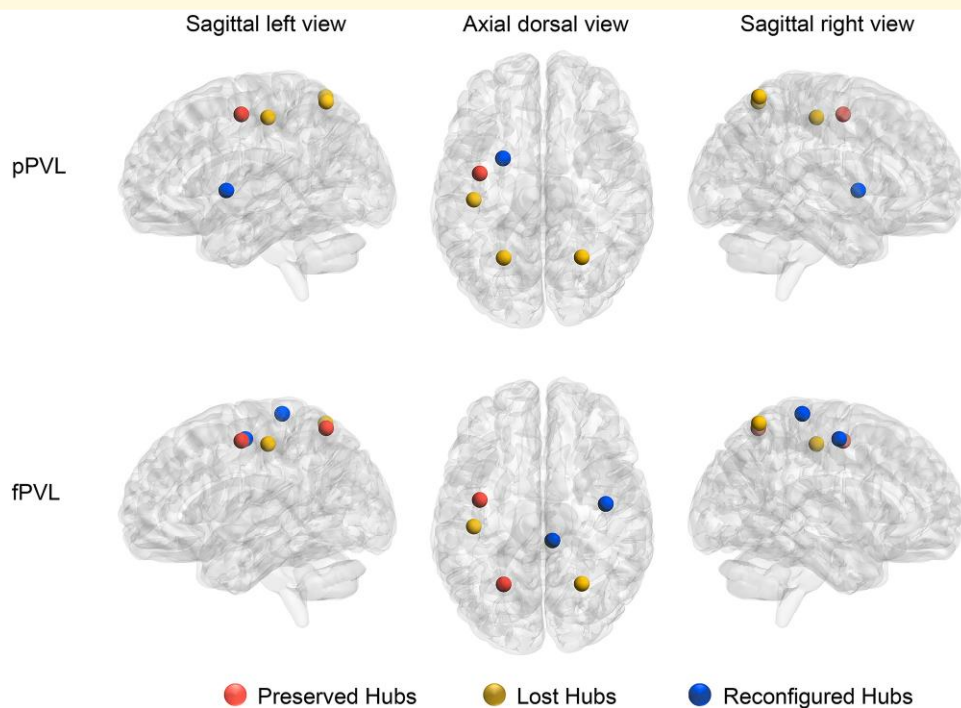 Sagittal left view Axial dorsal view Sagittal right view
pPVL
fPVL
Preserved Hubs Lost Hubs Reconfigured Hubs